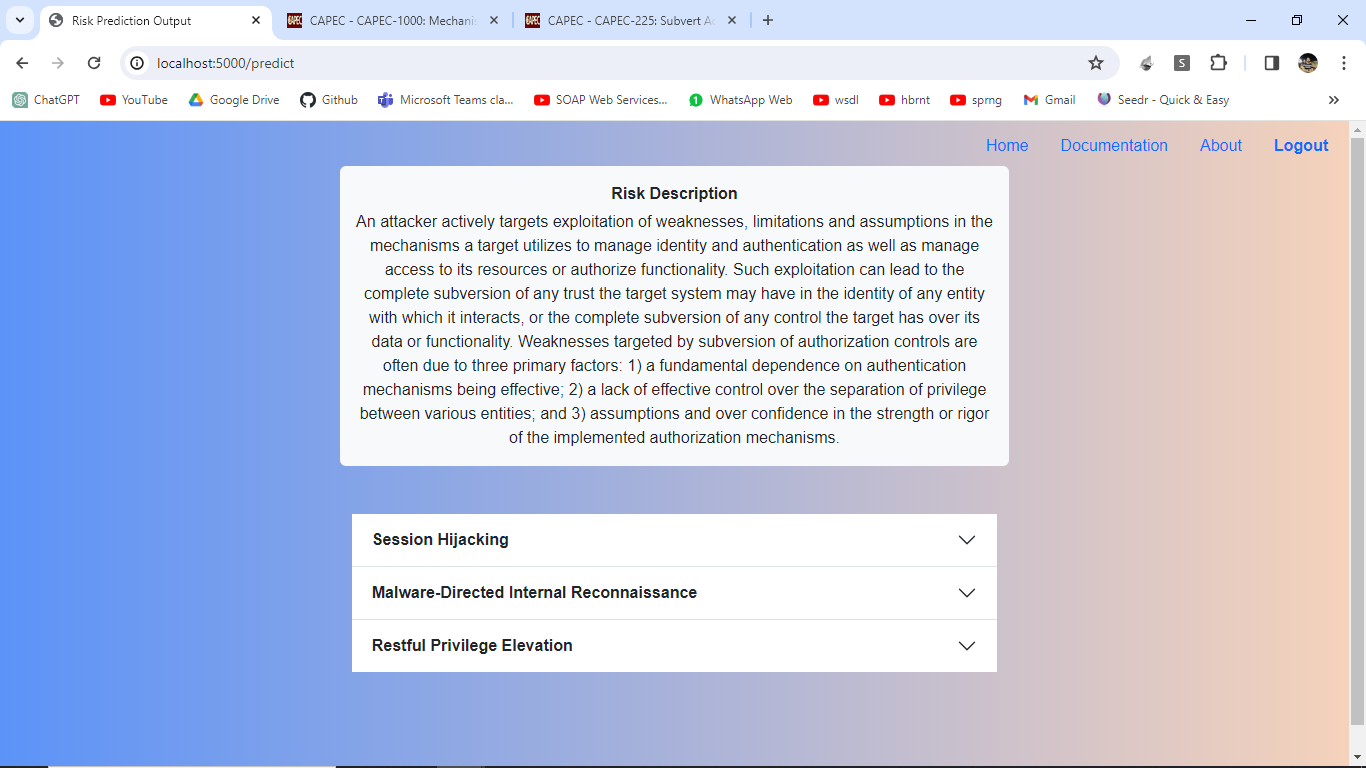 Risk Prediction Output
CAPEC - CAPEC-1000: Mechanis
CAPEC - CAPEC-225: Subvert A
localhost:5000/predict
S
ChatGPT
YouTube
Google Drive
Github
Microsoft Teams cla...
SOAP Web Services...
WhatsApp Web
wsdl
hbrnt
sprng
Gmail
Seedr - Quick & Easy
Home
Documentation
About
Logout
Risk Description
An attacker actively targets exploitation of weaknesses, limitations and assumptions in the
mechanisms a target utilizes to manage identity and authentication as well as manage
access to its resources or authorize functionality. Such exploitation can lead to the
complete subversion of any trust the target system may have in the identity of any entity
with which it interacts, or the complete subversion of any control the target has over its
data or functionality. Weaknesses targeted by subversion of authorization controls are
often due to three primary factors: 1) a fundamental dependence on authentication
mechanisms being effective; 2) a lack of effective control over the separation of privilege
between various entities; and 3) assumptions and over confidence in the strength or rigor
of the implemented authorization mechanisms.
Session Hijacking
Malware-Directed Internal Reconnaissance
Restful Privilege Elevation